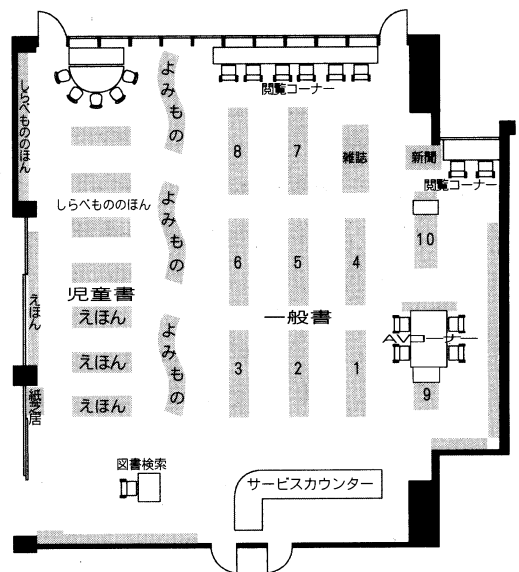 しらべもののほん
よみもの
閲覧コーナー
8
7
雑誌
新聞
閲覧コーナー
しらべもののほん
よみもの
10
6
5
4
えほん
児童書
一般書
えほん
よみもの
AVコーナー
えほん
3
2
1
9
紙芝居
えほん
図書検索
サービスカウンター